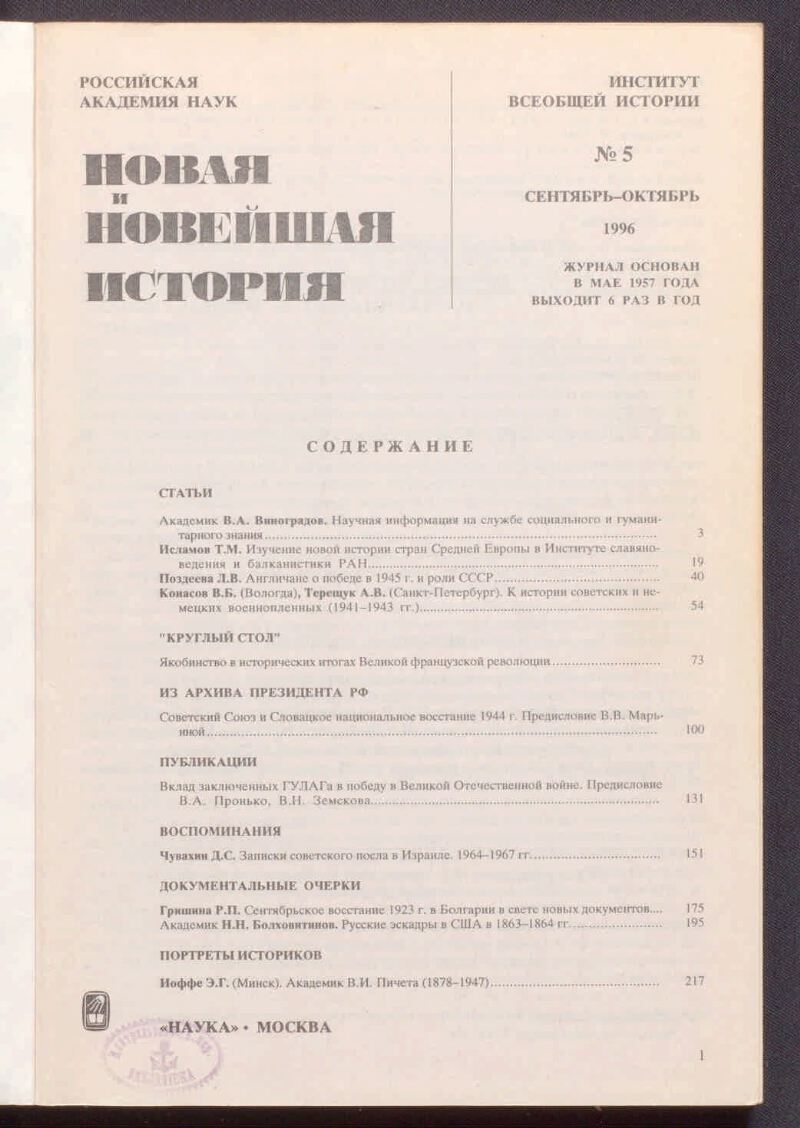 РОССИЙСКАЯ
АКАДЕМИЯ НАУК
НОВАЯ
И
НОВЕЙШАЯ
ИСТОРИЯ
ИНСТИТУТ
ВСЕОБЩЕЙ ИСТОРИИ
№ 5
СЕНТЯБРЬ–ОКТЯБРЬ
1996
ЖУРНАЛ ОСНОВАН
В МАЕ 1957 ГОДА
ВЫХОДИТ 6 РАЗ В ГОД
СОДЕРЖАНИЕ
СТАТЬИ
Академик В.А. Виноградов. Научная информация на службе социального и гумани-
тарного знания 3
Исламов Т.М. Изучение новой истории стран Средней Европы в Институте славяно-
ведения и балканистики РАН 19
Поздеева Л.В. Англичане о победе в 1945 г. и роли СССР 40
Конасов В.Б. (Вологда), Терещук А.В. (Санкт-Петербург). К истории советских и не-
мецких военнопленных (1941–1943 гг.) 54
"КРУГЛЫЙ СТОЛ"
Якобинство в исторических итогах Великой французской революции 73
ИЗ АРХИВА ПРЕЗИДЕНТА РФ
Советский Союз и Словацкое национальное восстание 1944 г. Предисловие В.В. Марь-
иной 100
ПУБЛИКАЦИИ
Вклад заключенных ГУЛАГа в победу в Великой Отечественной войне. Предисловие
В.А. Пронько, В.Н. Земскова 131
ВОСПОМИНАНИЯ
Чувахин Д.С. Записки советского посла в Израиле. 1964–1967 гг. 151
ДОКУМЕНТАЛЬНЫЕ ОЧЕРКИ
Гришина Р.П. Сентябрьское восстание 1923 г. в Болгарии в свете новых документов 175
Академик Н.Н. Болховитинов. Русские эскадры в США в 1863–1864 гг. 195
ПОРТРЕТЫ ИСТОРИКОВ
Иоффе Э.Г. (Минск). Академик В.И. Пичета (1878–1947) 217
«НАУКА» • МОСКВА
1